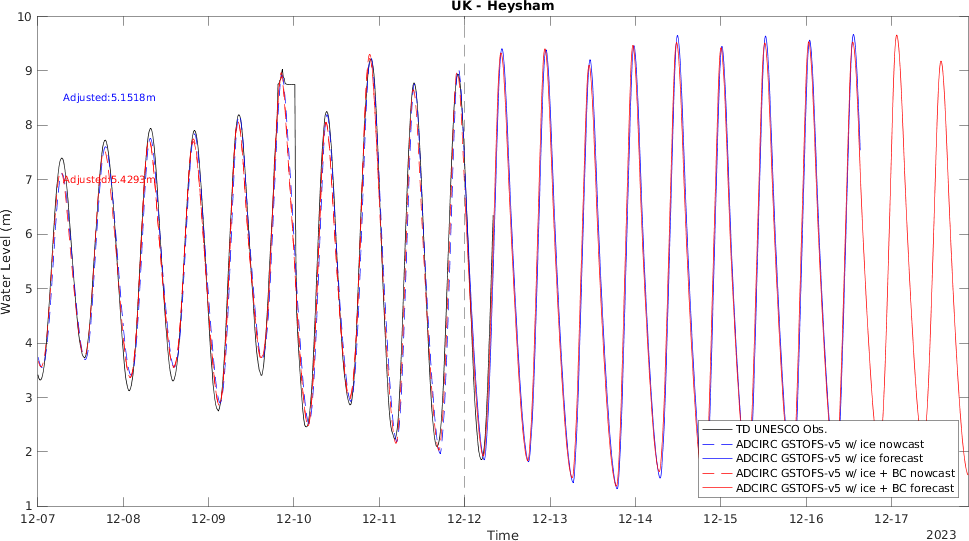 UK - Heysham
10
9
8
7
6
5
4
3
2
1
Water Level (m)
Adjusted:5.1518m
Adjusted:5.4293m
TD UNESCO Obs.
ADCIRC GSTOFS-v5 w/ ice nowcast
ADCIRC GSTOFS-v5 w/ ice forecast
ADCIRC GSTOFS-v5 w/ ice + BC nowcast
ADCIRC GSTOFS-v5 w/ ice + BC forecast
12-07 12-08 12-09 12-10 12-11 12-12 12-13 12-14 12-15 12-16 12-17
Time
2023